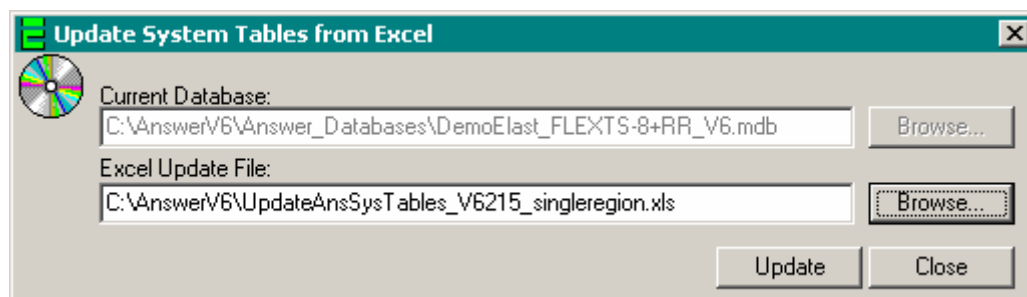 Update System Tables from Excel
Current Database:
C:\AnswerV6\Answer_Databases\DemoElast_FLEXTS-8+RR_V6.mdb
Browse...
Excel Update File:
C:\AnswerV6\UpdateAnsSysTables_V6215_singleregion.xls
Browse...
Update
Close